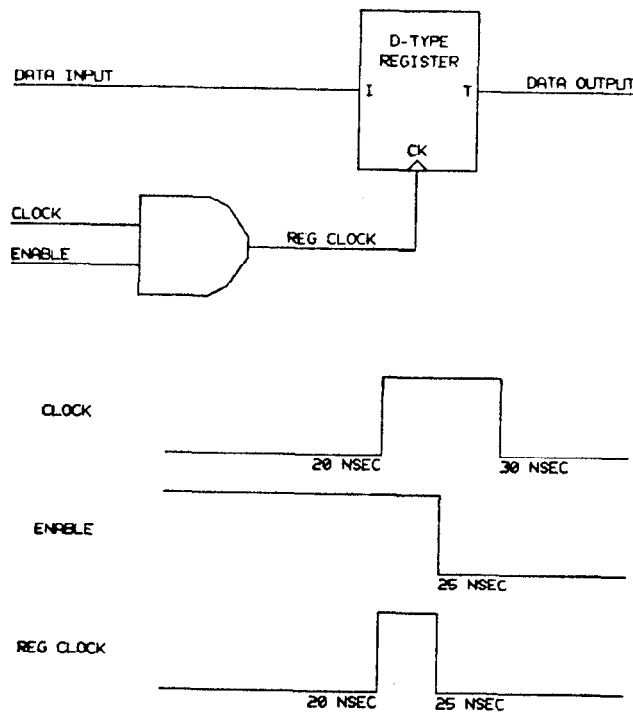 D-TYPE
REGISTER
DATA INPUT
I
T
DATA OUTPUT
CK
CLOCK
ENABLE
REG CLOCK
CLOCK
20 NSEC
30 NSEC
ENABLE
25 NSEC
REG CLOCK
20 NSEC
25 NSEC